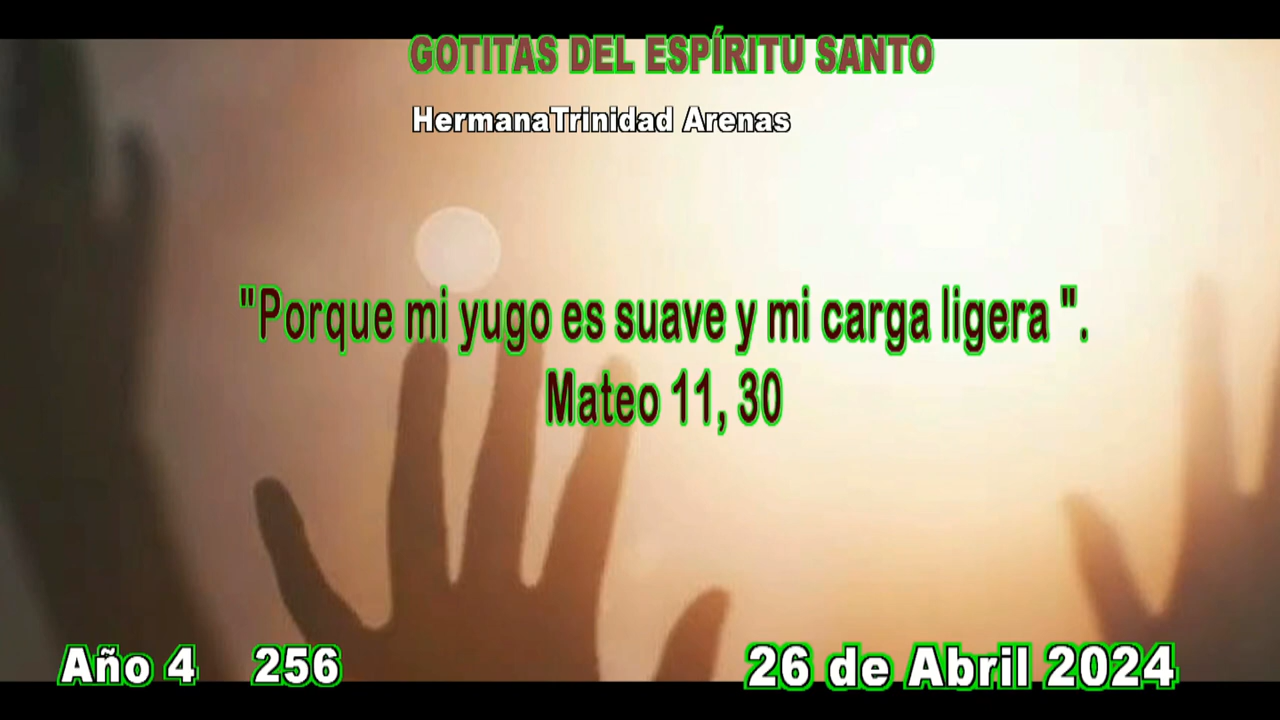 GOTITAS DEL ESPÍRITU SANTO
HermanaTrinidad Arenas
"Porque mi yugo es suave y mi carga ligera ".
Mateo 11, 30
Año 4 256 26 de Abril 2024